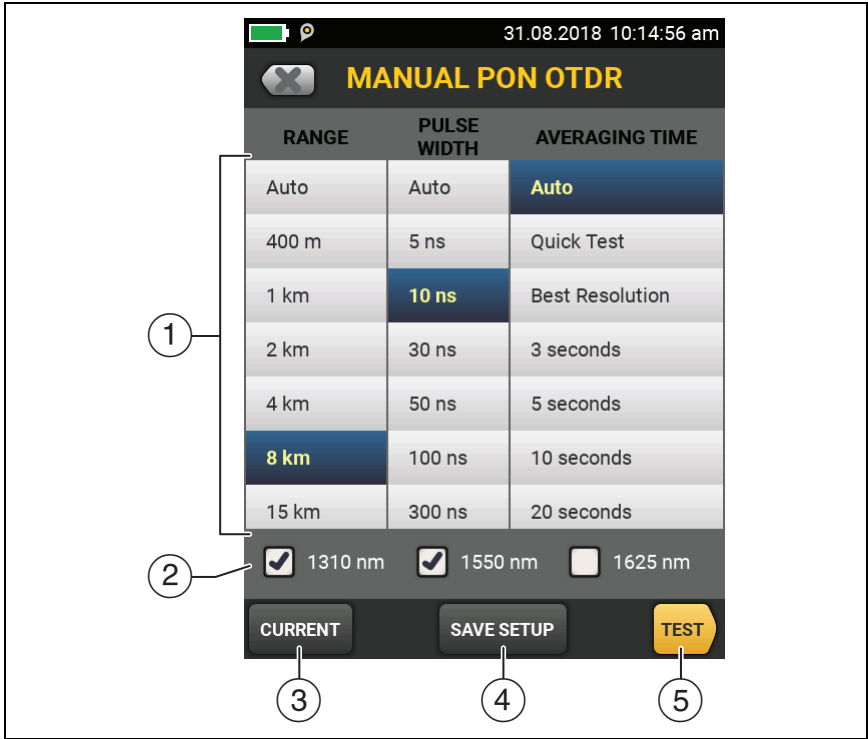 31.08.2018 10:14:56 am
MANUAL PON OTDR
RANGE PULSE WIDTH AVERAGING TIME
Auto Auto Auto
400 m 5 ns Quick Test
1 km 10 ns Best Resolution
2 km 30 ns 3 seconds
4 km 50 ns 5 seconds
8 km 100 ns 10 seconds
15 km 300 ns 20 seconds
1310 nm 1550 nm 1625 nm
CURRENT SAVE SETUP TEST
1
2
3 4 5